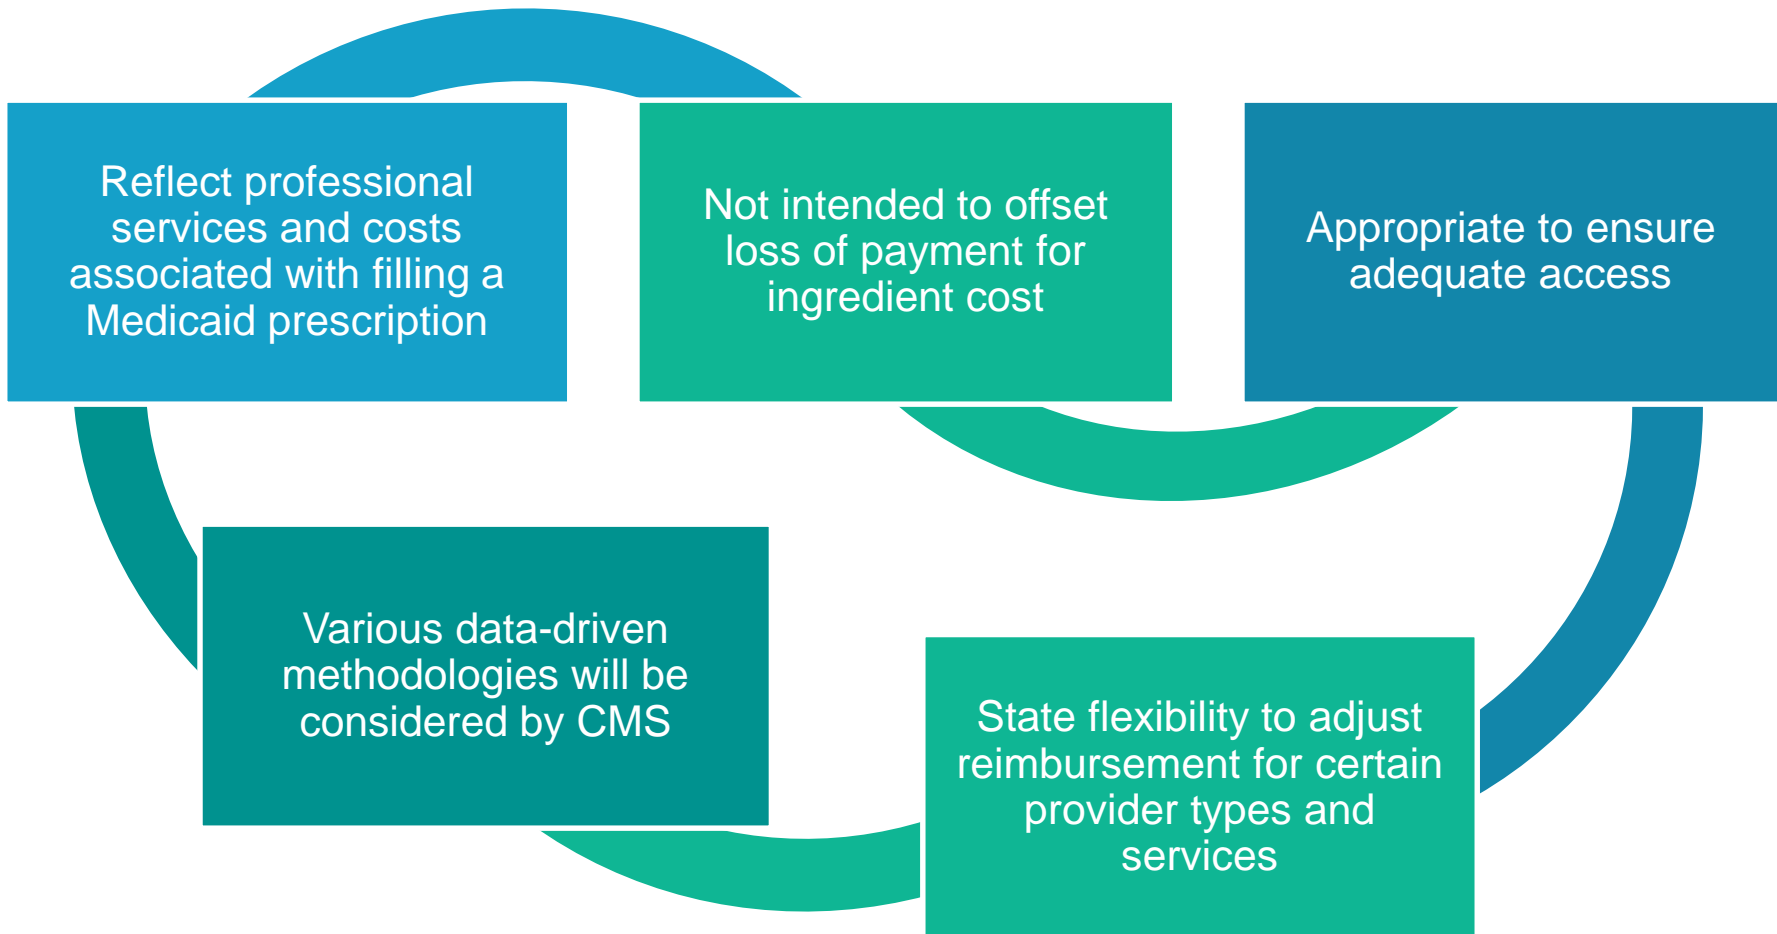 Reflect professional
services and costs
associated with filling a
Medicaid prescription
Not intended to offset
loss of payment for
ingredient cost
Appropriate to ensure
adequate access
Various data-driven
methodologies will be
considered by CMS
State flexibility to adjust
reimbursement for certain
provider types and
services